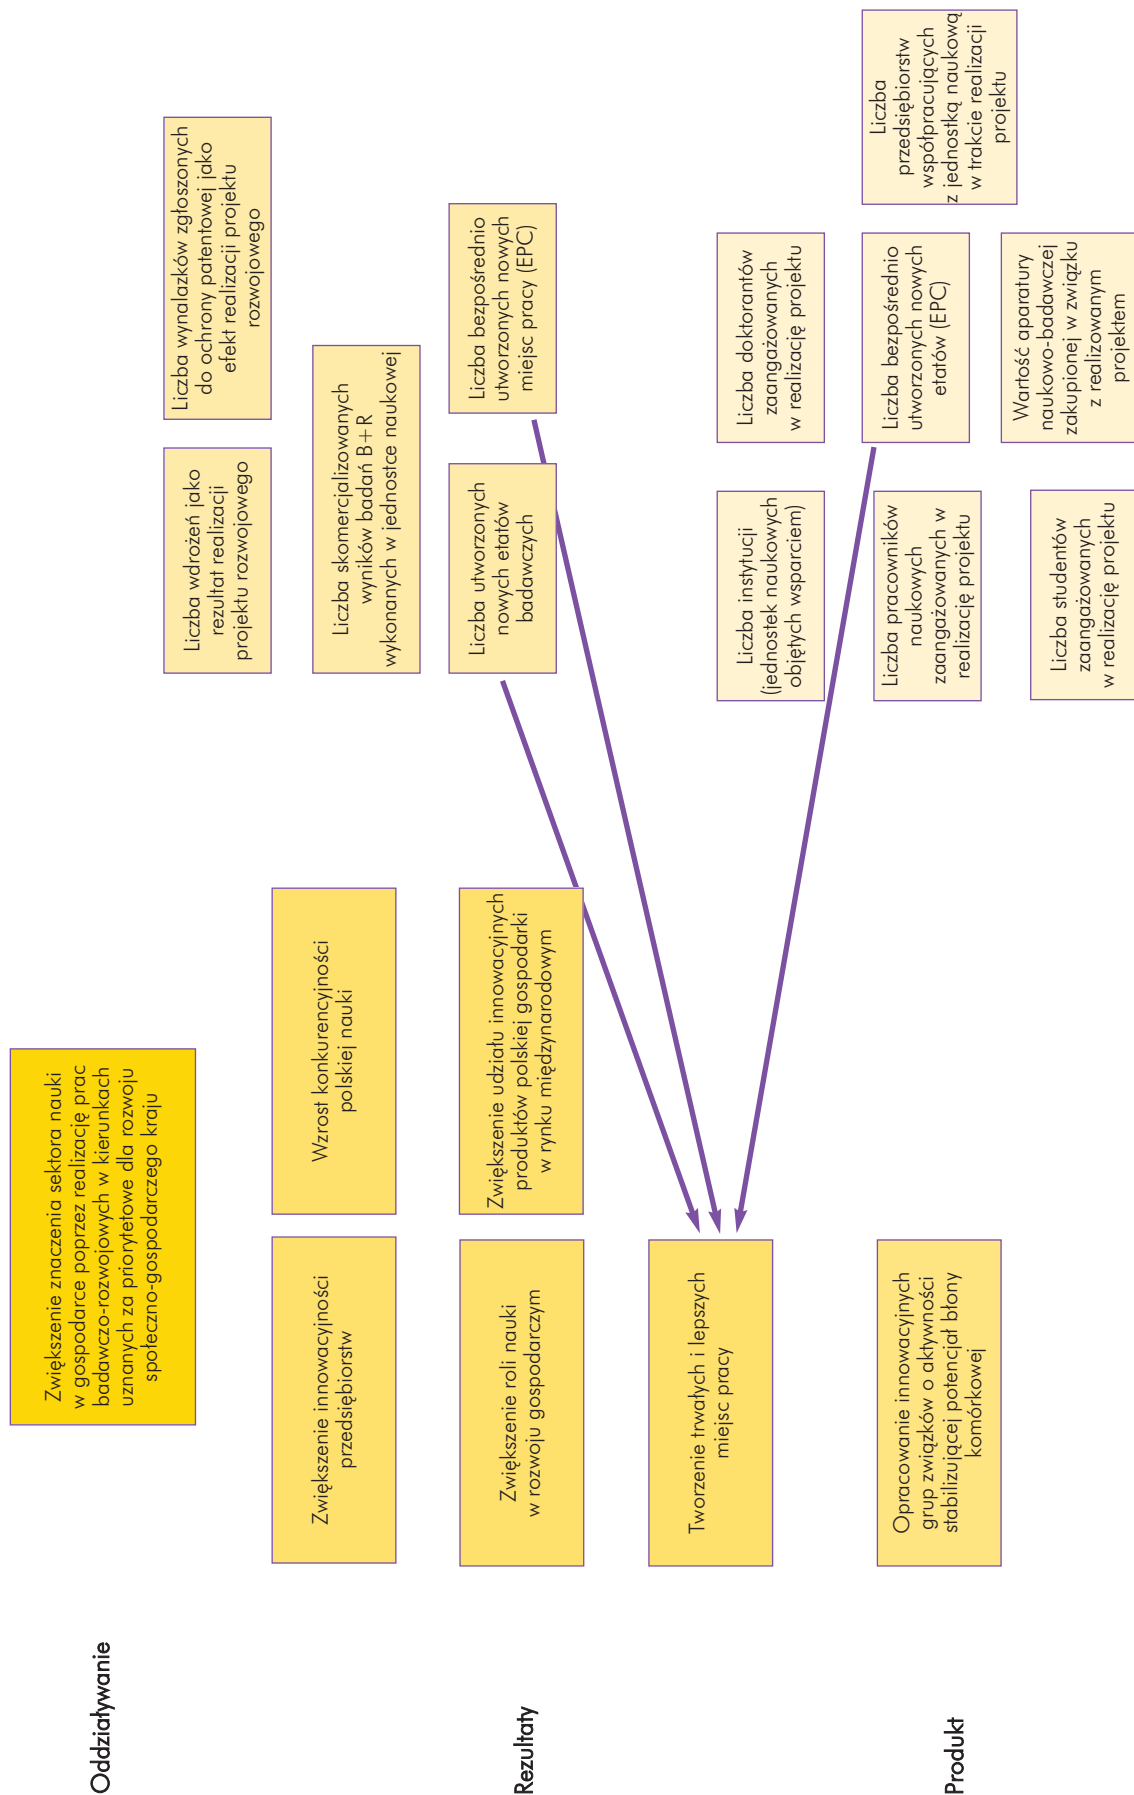 Oddziaływanie
Zwiększenie znaczenia sektora nauki
w gospodarce poprzez realizację prac
badawczo-rozwojowych w kierunkach
uznanych za priorytetowe dla rozwoju
społeczno-gospodarczego kraju
Rezultaty
Zwiększenie innowacyjności
przedsiębiorstw
Wzrost konkurencyjności
polskiej nauki
Liczba wdrożeń jako
rezultat realizacji
projektu rozwojowego
Liczba wynalazków zgłoszonych
do ochrony patentowej jako
efekt realizacji projektu
rozwojowego
Liczba skomercjalizowanych
wyników badań B+R
wykonanych w jednostce naukowej
Zwiększenie roli nauki
w rozwoju gospodarczym
Zwiększenie udziału innowacyjnych
produktów polskiej gospodarki
w rynku międzynarodowym
Liczba utworzonych
nowych etatów
badawczych
Liczba bezpośrednio
utworzonych nowych
miejsc pracy (EPC)
Tworzenie trwałych i lepszych
miejsc pracy
Produkt
Opracowanie innowacyjnych
grup związków o aktywności
stabilizującej potencjał błony
komórkowej
Liczba instytucji
(jednostek naukowych
objętych wsparciem)
Liczba doktorantów
zaangażowanych
w realizację projektu
Liczba pracowników
naukowych
zaangażowanych w
realizację projektu
Liczba bezpośrednio
utworzonych nowych
etatów (EPC)
Liczba
przedsiębiorstw
współpracujących
z jednostką naukową
w trakcie realizacji
projektu
Liczba studentów
zaangażowanych
w realizację projektu
Wartość aparatury
naukowo-badawczej
zakupionej w związku
z realizowanym
projektem